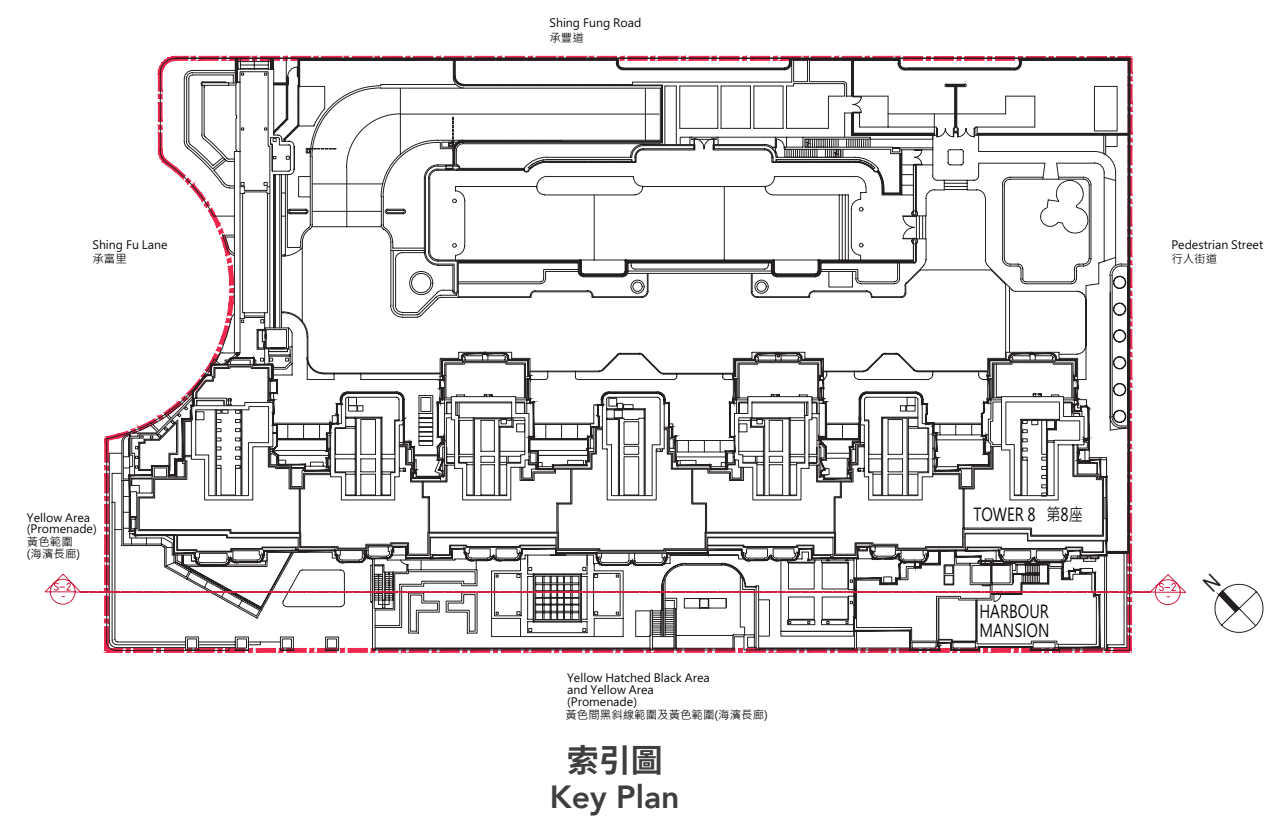 Shing Fung Road
承豐道
Shing Fu Lane
承富里
Pedestrian Street
行人街道
TOWER 8 第8座
Yellow Area
(Promenade)
黃色範圍
(海濱長廊)
S-2
-
S-2
-
N
HARBOUR
MANSION
Yellow Hatched Black Area
and Yellow Area
(Promenade)
黃色間黑斜線範圍及黃色範圍(海濱長廊)
索引圖
Key Plan